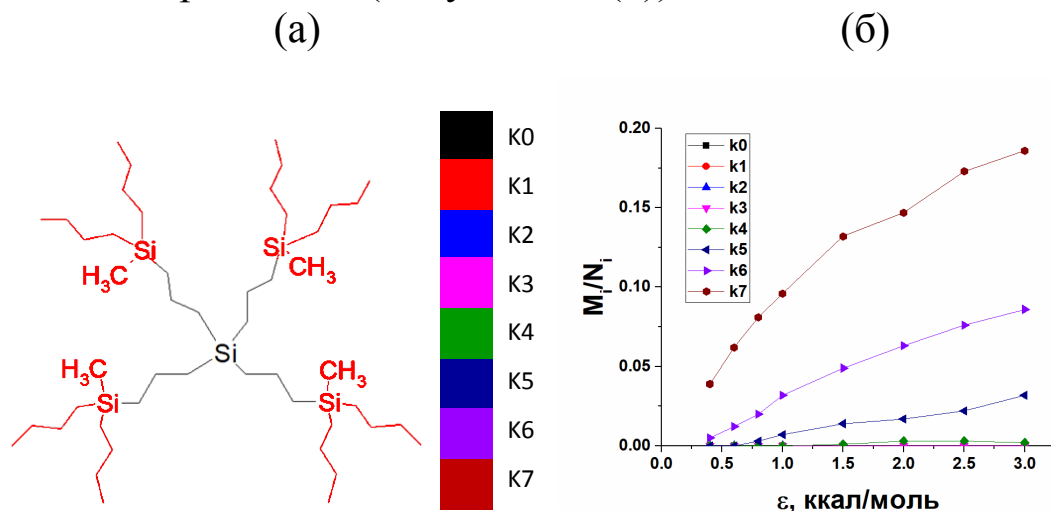 (а) (б)
Si
H₃C
Si
CH₃
Si
H₃C
Si
CH₃
Si
K0
K1
K2
K3
K4
K5
K6
K7
Mᵢ/Nᵢ
0.20
0.15
0.10
0.05
0.00
k0
k1
k2
k3
k4
k5
k6
k7
0.0 0.5 1.0 1.5 2.0 2.5 3.0
ε, ккал/моль